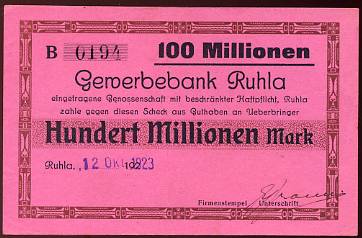 B 0194 100 Millionen
Gewerbebank Ruhla
eingetragene Genossenschaft mit beschränkter Haftpflicht, Ruhla
zahle gegen diesen Scheck aus Guthaben an Ueberbringer
Hundert Millionen Mark
Ruhla, 12 Okt. 1923
Firmenstempel Unterschrift